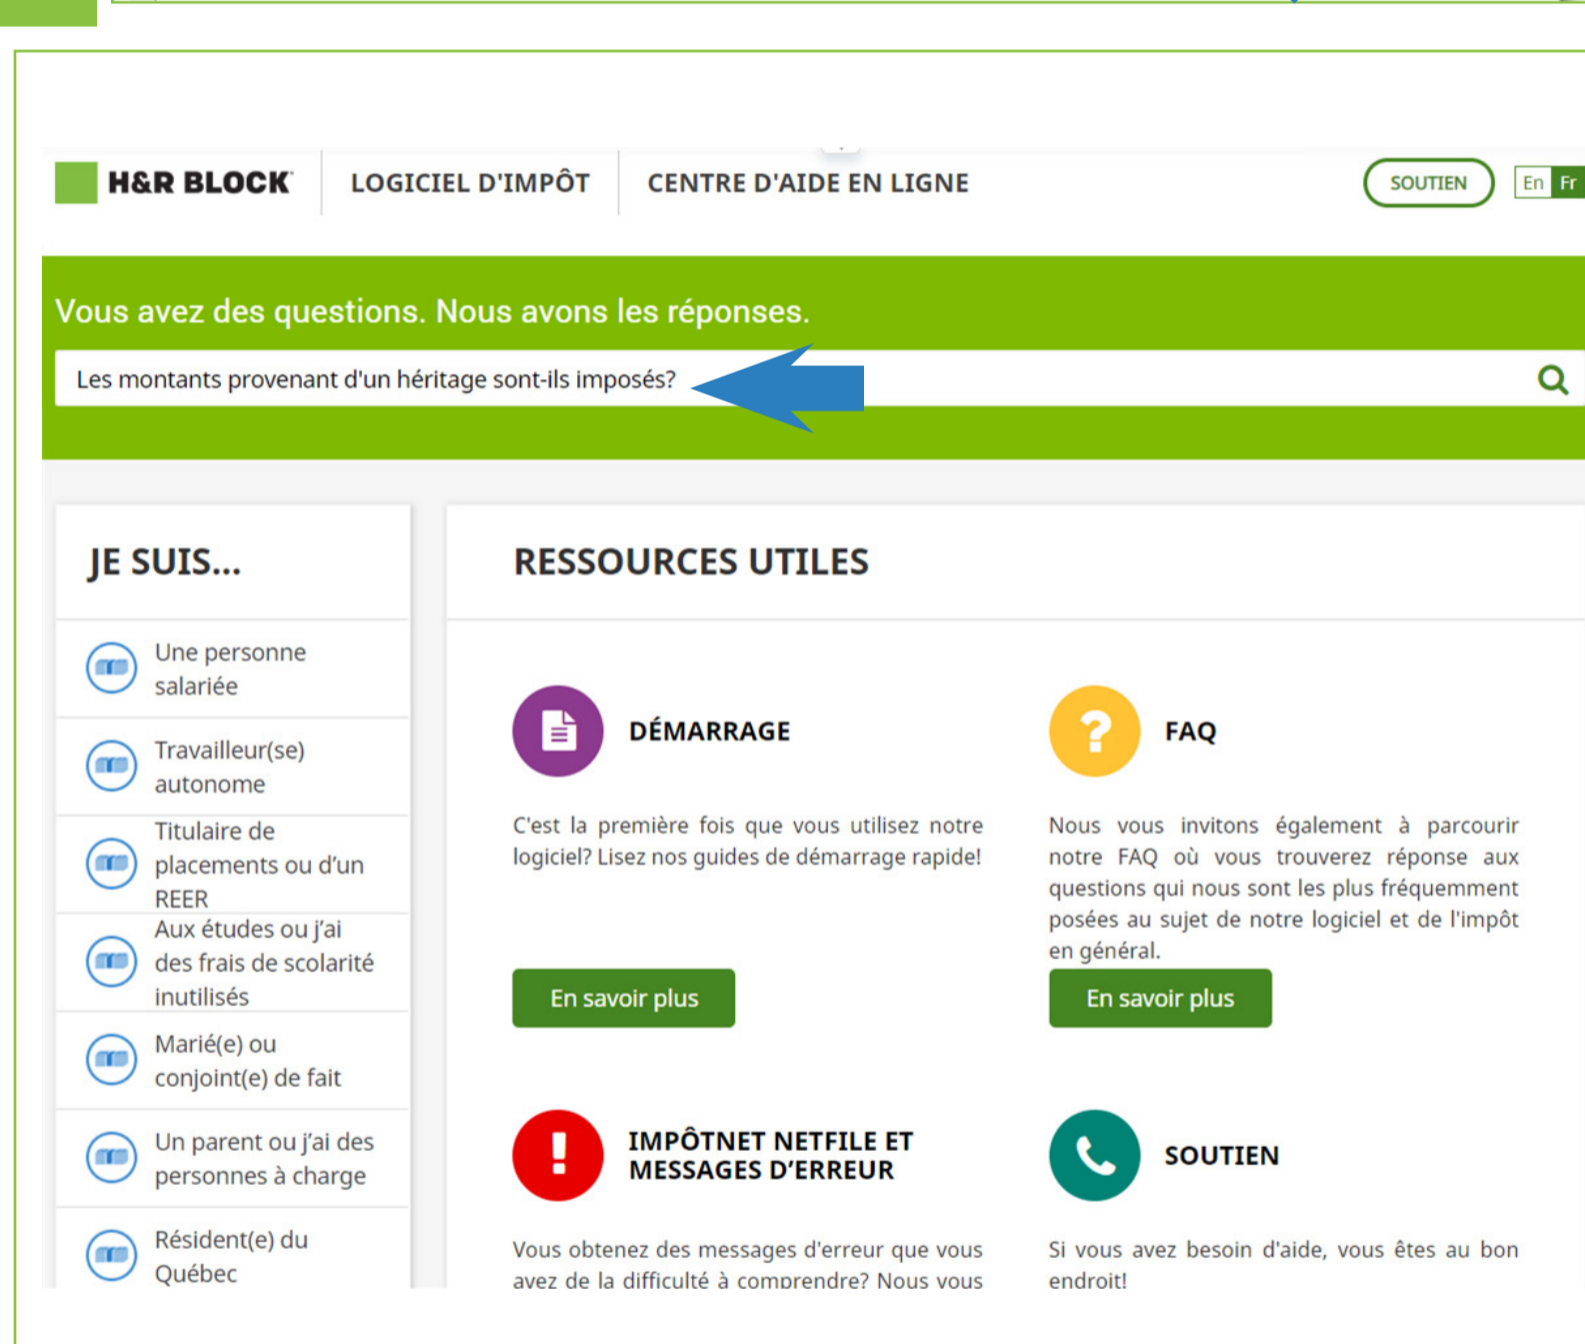 H&R BLOCK
LOGICIEL D'IMPÔT
CENTRE D'AIDE EN LIGNE
SOUTIEN
En Fr
Vous avez des questions. Nous avons les réponses.
Les montants provenant d'un héritage sont-ils imposés?
JE SUIS...
Une personne
salariée
Travailleur(se)
autonome
Titulaire de
placements ou d’un
REER
Aux études ou j’ai
des frais de scolarité
inutilisés
Marié(e) ou
conjoint(e) de fait
Un parent ou j’ai des
personnes à charge
Résident(e) du
Québec
RESSOURCES UTILES
DÉMARRAGE
C'est la première fois que vous utilisez notre
logiciel? Lisez nos guides de démarrage rapide!
En savoir plus
FAQ
Nous vous invitons également à parcourir
notre FAQ où vous trouverez réponse aux
questions qui nous sont les plus fréquemment
posées au sujet de notre logiciel et de l'impôt
en général.
En savoir plus
IMPÔTNET NETFILE ET
MESSAGES D’ERREUR
Vous obtenez des messages d'erreur que vous
avez de la difficulté à comprendre? Nous vous
SOUTIEN
Si vous avez besoin d'aide, vous êtes au bon
endroit!